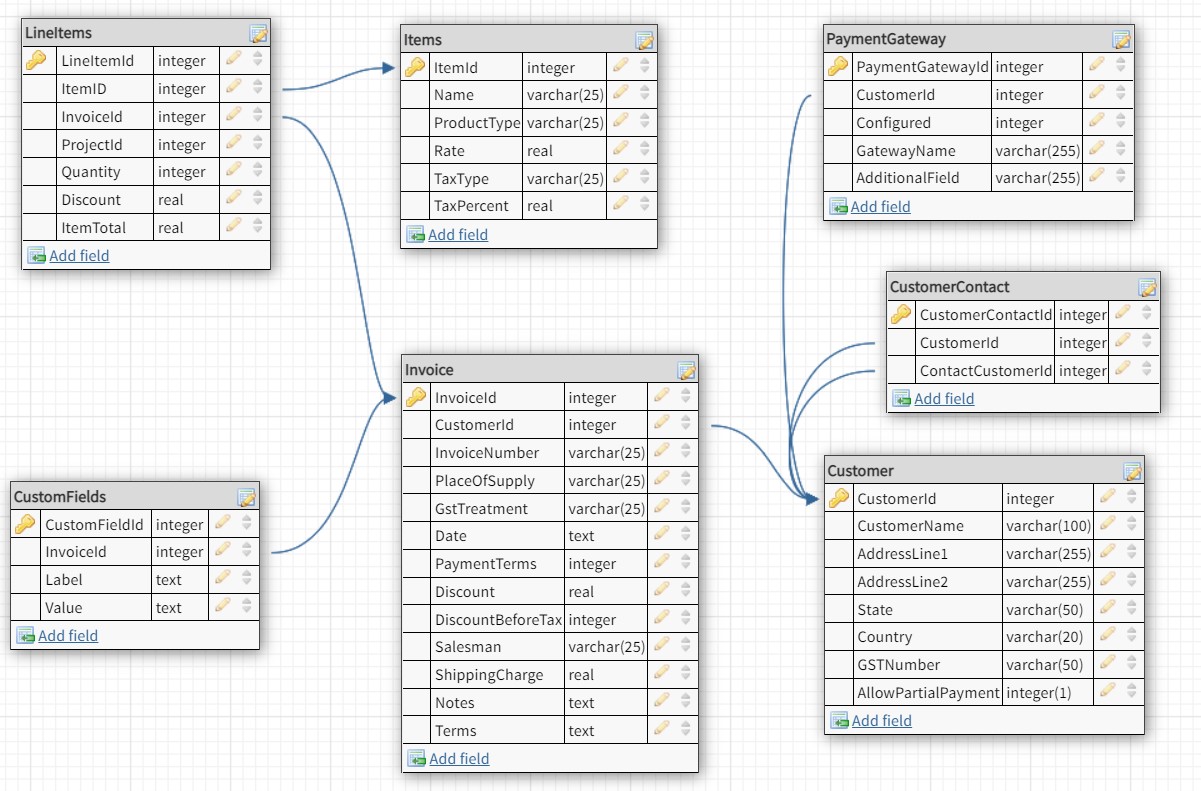 LineItems
LineItemId integer
ItemID integer
InvoiceId integer
ProjectId integer
Quantity integer
Discount real
ItemTotal real
Add field
Items
ItemId integer
Name varchar(25)
ProductType varchar(25)
Rate real
TaxType varchar(25)
TaxPercent real
Add field
PaymentGateway
PaymentGatewayId integer
CustomerId integer
Configured integer
GatewayName varchar(255)
AdditionalField varchar(255)
Add field
CustomerContact
CustomerContactId integer
CustomerId integer
ContactCustomerId integer
Add field
CustomFields
CustomFieldId integer
InvoiceId integer
Label text
Value text
Add field
Invoice
InvoiceId integer
CustomerId integer
InvoiceNumber varchar(25)
PlaceOfSupply varchar(25)
GstTreatment varchar(25)
Date text
PaymentTerms integer
Discount real
DiscountBeforeTax integer
Salesman varchar(25)
ShippingCharge real
Notes text
Terms text
Add field
Customer
CustomerId integer
CustomerName varchar(100)
AddressLine1 varchar(255)
AddressLine2 varchar(255)
State varchar(50)
Country varchar(20)
GSTNumber varchar(50)
AllowPartialPayment integer(1)
Add field